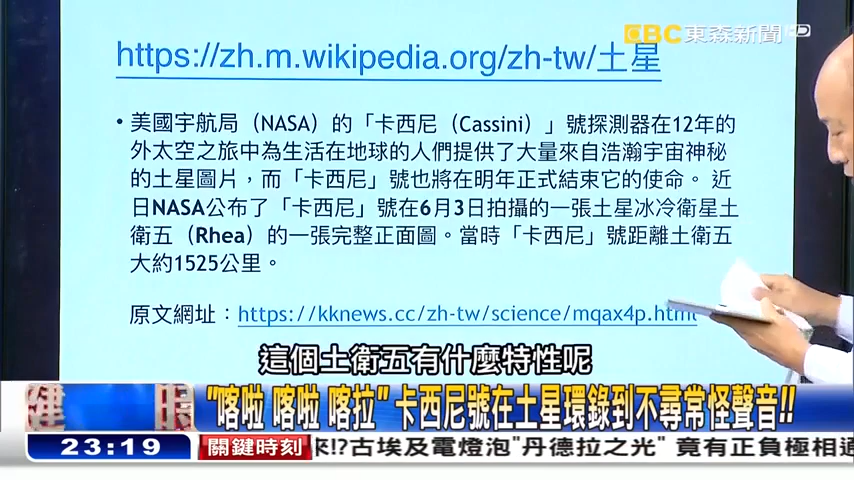 EBC 東森新聞 HD
https://zh.m.wikipedia.org/zh-tw/土星
• 美國宇航局（NASA）的「卡西尼（Cassini）」號探測器在12年的
外太空之旅中為生活在地球的人們提供了大量來自浩瀚宇宙神秘
的土星圖片，而「卡西尼」號也將在明年正式結束它的使命。 近
日NASA公布了「卡西尼」號在6月3日拍攝的一張土星冰冷衛星土
衛五（Rhea）的一張完整正面圖。當時「卡西尼」號距離土衛五
大約1525公里。
原文網址：https://kknews.cc/zh-tw/science/mqax4p.html
這個土衛五有什麼特性呢
"喀啦 喀啦 喀拉" 卡西尼號在土星環錄到不尋常怪聲音!!
23:19 關鍵時刻 來!?古埃及電燈泡"丹德拉之光" 竟有正負極相通